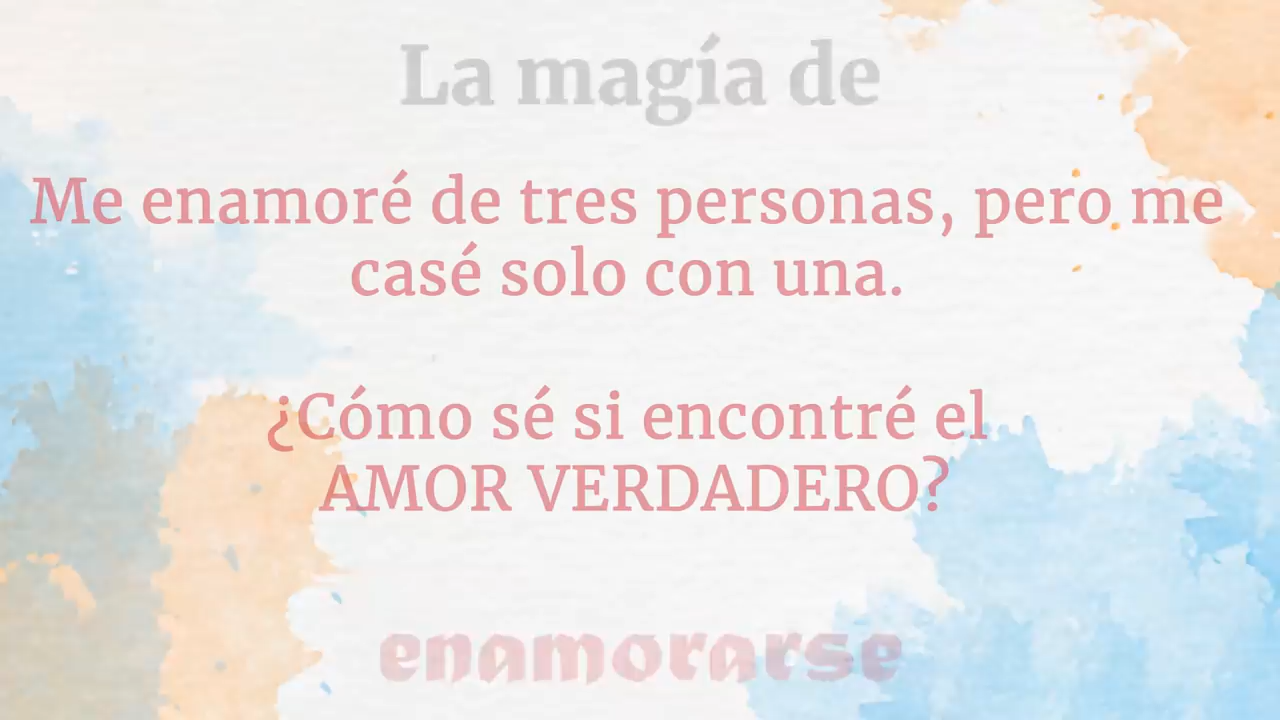 La magía de
Me enamoré de tres personas, pero me
casé solo con una.
¿Cómo sé si encontré el
AMOR VERDADERO?
enamorarse